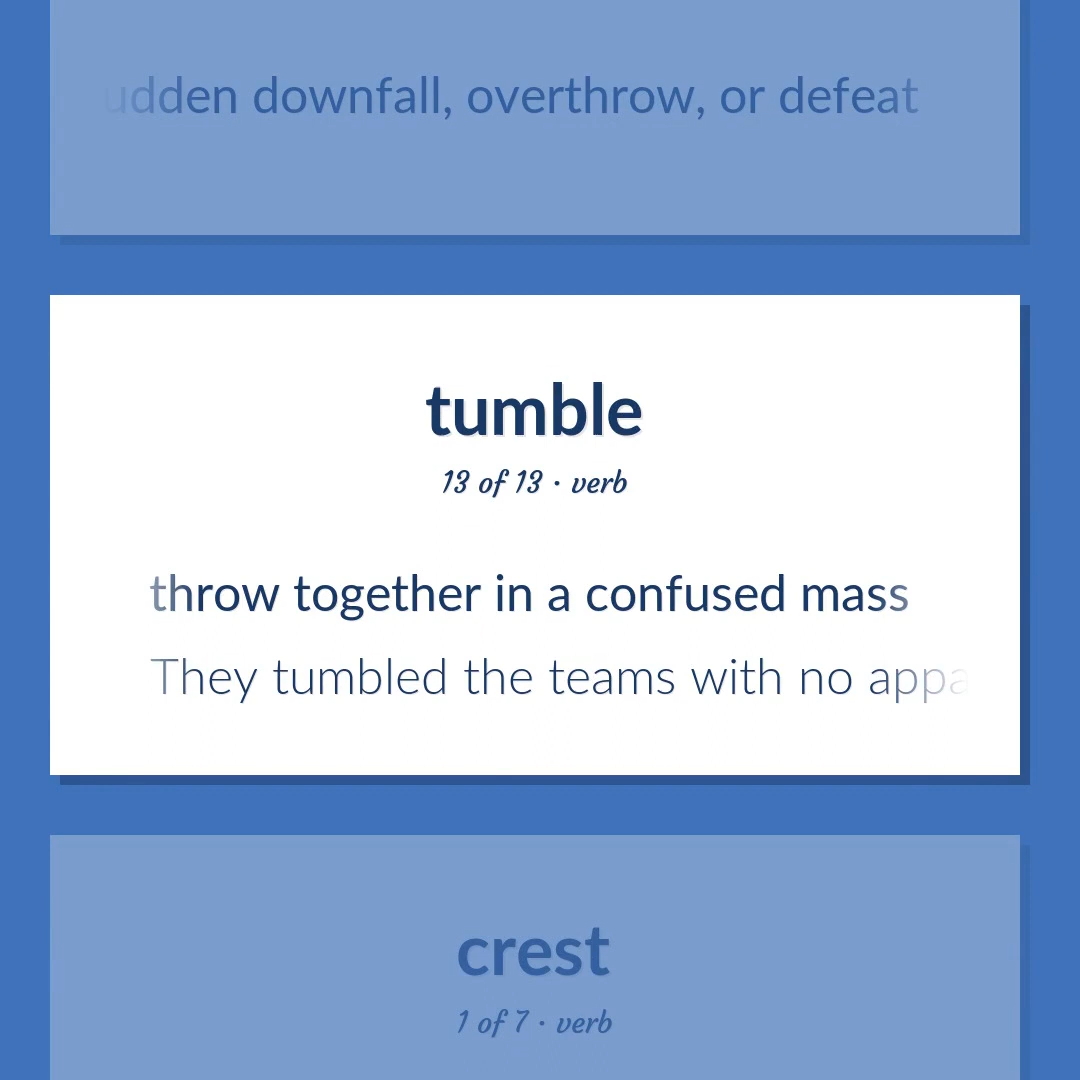 udden downfall, overthrow, or defeat
tumble
13 of 13 · verb
throw together in a confused mass
They tumbled the teams with no appa
crest
1 of 7 · verb